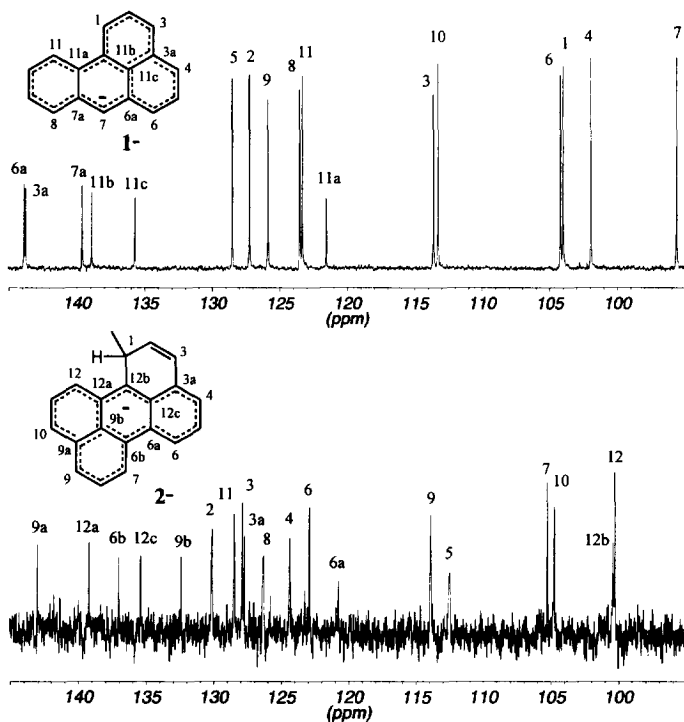 1 3
11 11a 11b 3a
11c 4
7a 7 6a
8 6
1-
5 2 9 8 11 3 10 6 1 4 7
6a 3a 7a 11b 11c 11a
140 135 130 125 120 115 110 105 100
(ppm) (ppm)
H 1
3
12 12a 12b 3a
4
9b 12c
10 9a 6a
6b 6
9 7
2-
9a 12a 6b 12c 9b 2 11 3 3a 8 4 6 6a 9 5 7 10 12b 12
140 135 130 125 120 115 110 105 100
(ppm) (ppm)